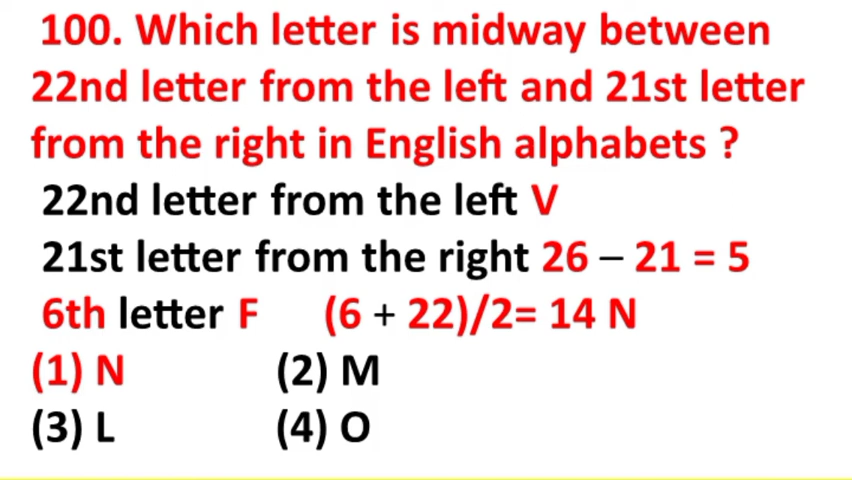 100. Which letter is midway between
22nd letter from the left and 21st letter
from the right in English alphabets ?
22nd letter from the left V
21st letter from the right 26 – 21 = 5
6th letter F (6 + 22)/2= 14 N
(1) N (2) M
(3) L (4) O